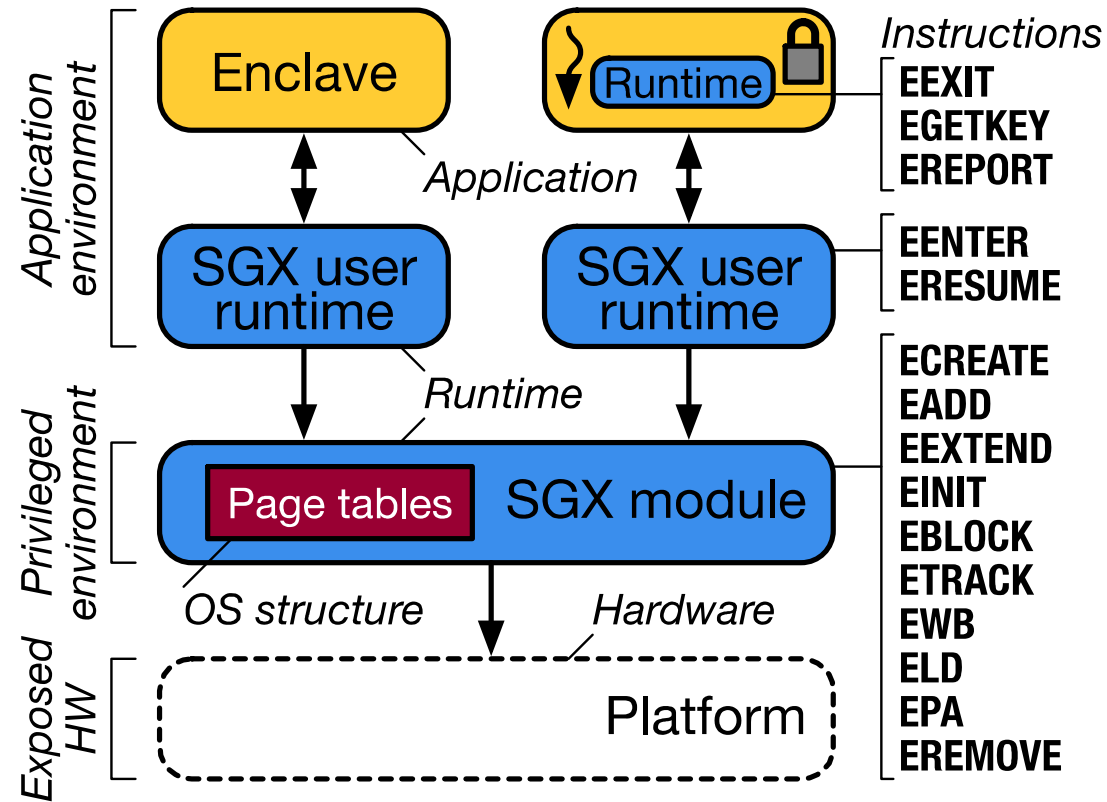 Application
environment
Enclave
Runtime
Instructions
EEXIT
EGETKEY
EREPORT
Application
SGX user
runtime
SGX user
runtime
EENTER
ERESUME
Runtime
Privileged
environment
Page tables
SGX module
ECREATE
EADD
EEXTEND
EINIT
EBLOCK
ETRACK
EWB
ELD
EPA
EREMOVE
OS structure
Hardware
Exposed
HW
Platform